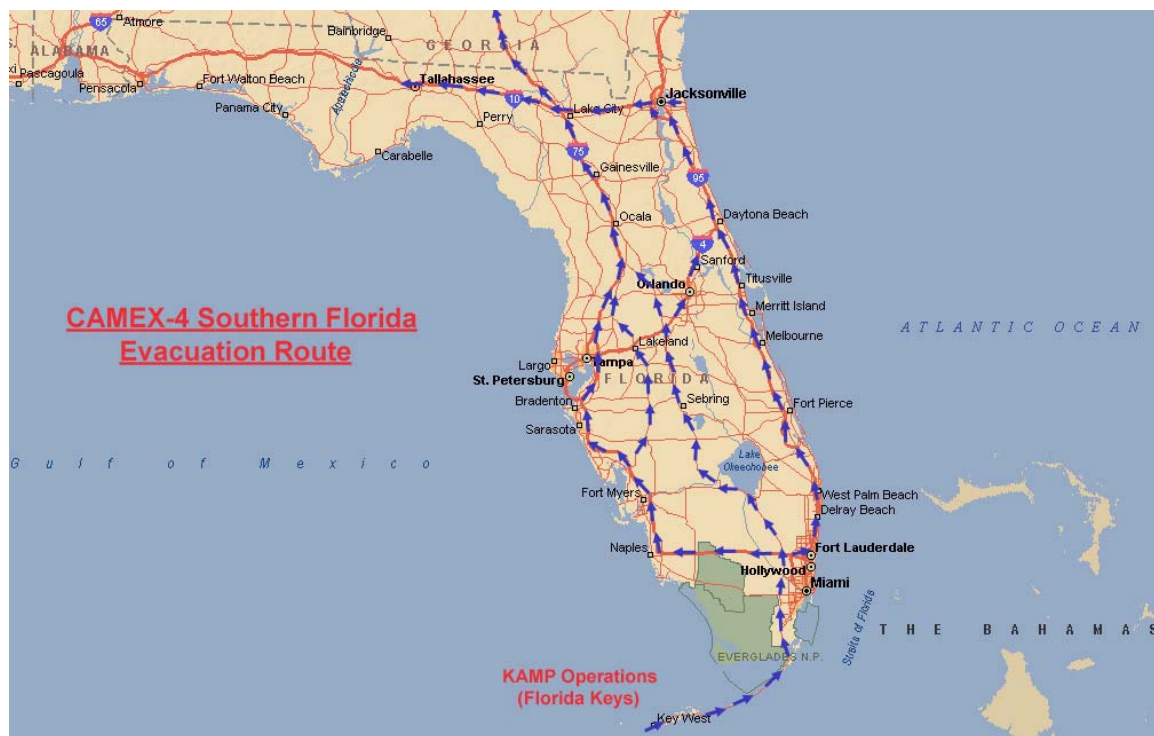 65
Atmore
Bainbridge
GEORGIA
ALABAMA
xi
S.
Pascagoula
Pensacola
Fort Walton Beach
Tallahassee
10
Jacksonville
Lake City
Panama City
Perry
Carabelle
75
Gainesville
95
Ocala
Daytona Beach
4
Sanford
Orlando
Titusville
Merritt Island
CAMEX-4 Southern Florida
Evacuation Route
ATLANTIC OCEAN
Melbourne
Lakeland
Largo
Tampa
St. Petersburg
FLORIDA
Bradenton
Sebring
Fort Pierce
Sarasota
Gulf of Mexico
Lake
Okeechobee
Fort Myers
West Palm Beach
Delray Beach
Naples
Fort Lauderdale
Hollywood
Miami
Straits of Florida
THE BAHAMAS
EVERGLADES N.P.
KAMP Operations
(Florida Keys)
Key West